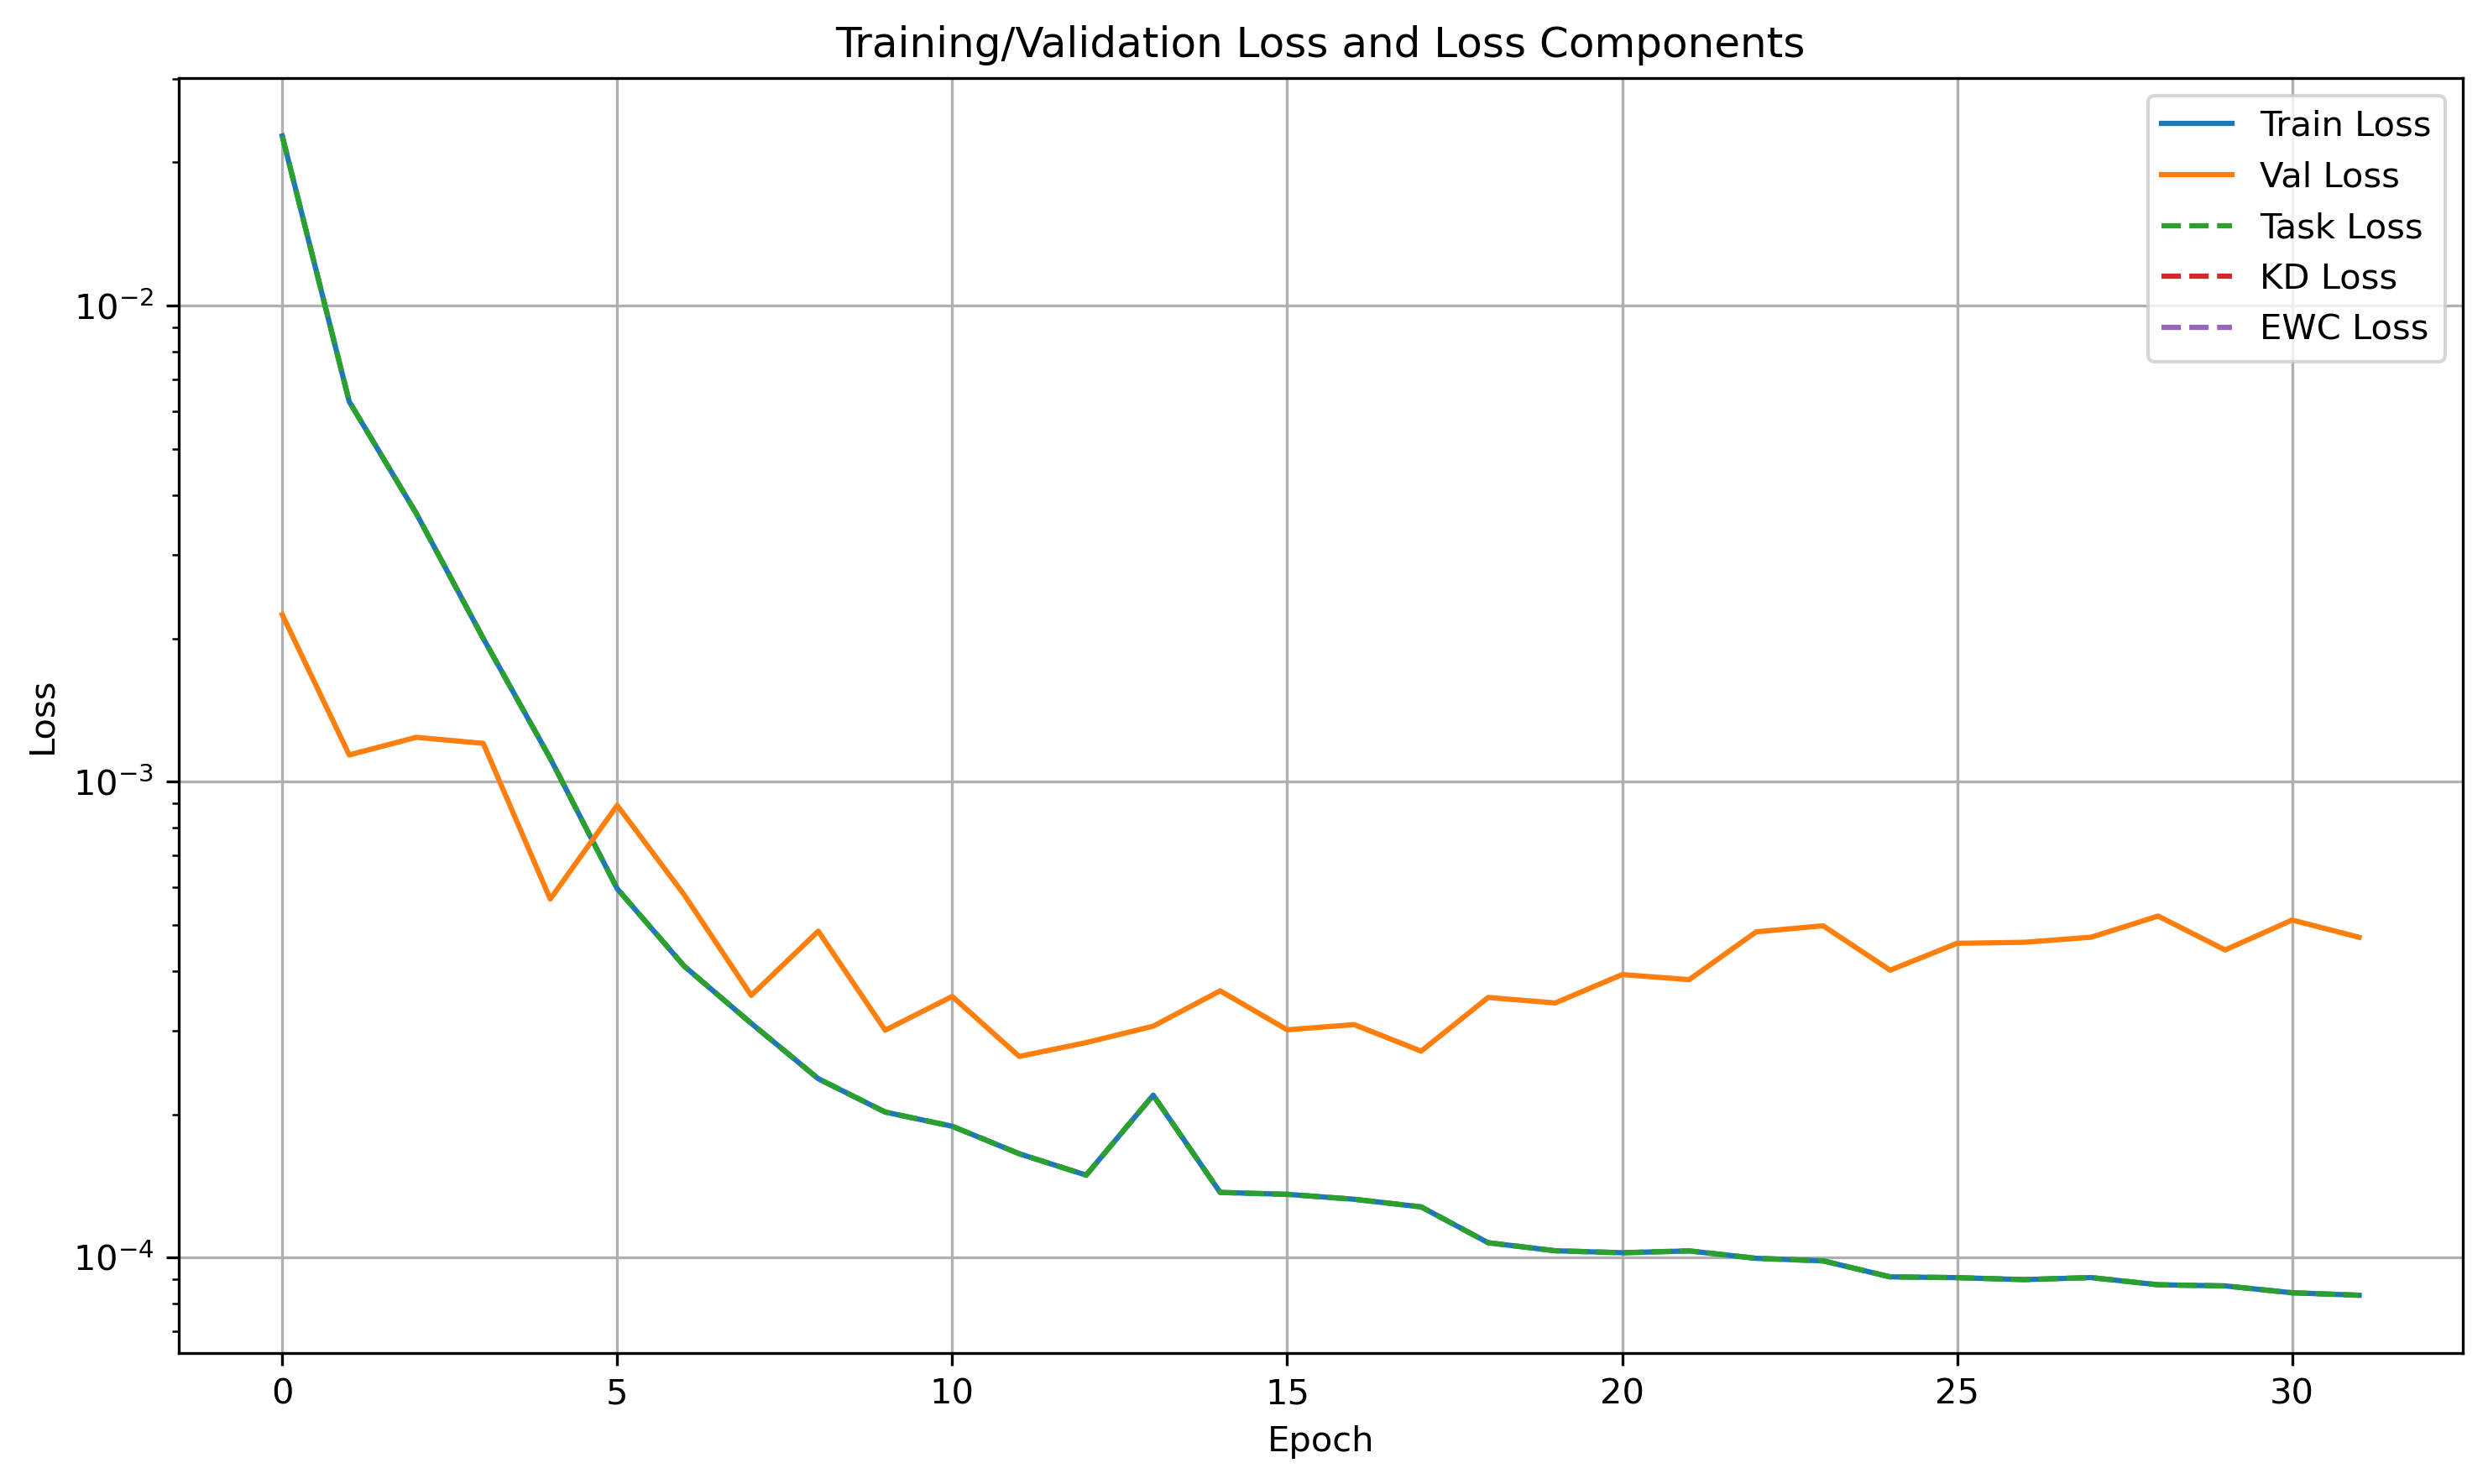 Training/Validation Loss and Loss Components
Train Loss
Val Loss
Task Loss
KD Loss
EWC Loss
Loss
10⁻²
10⁻³
10⁻⁴
0 5 10 15 20 25 30
Epoch